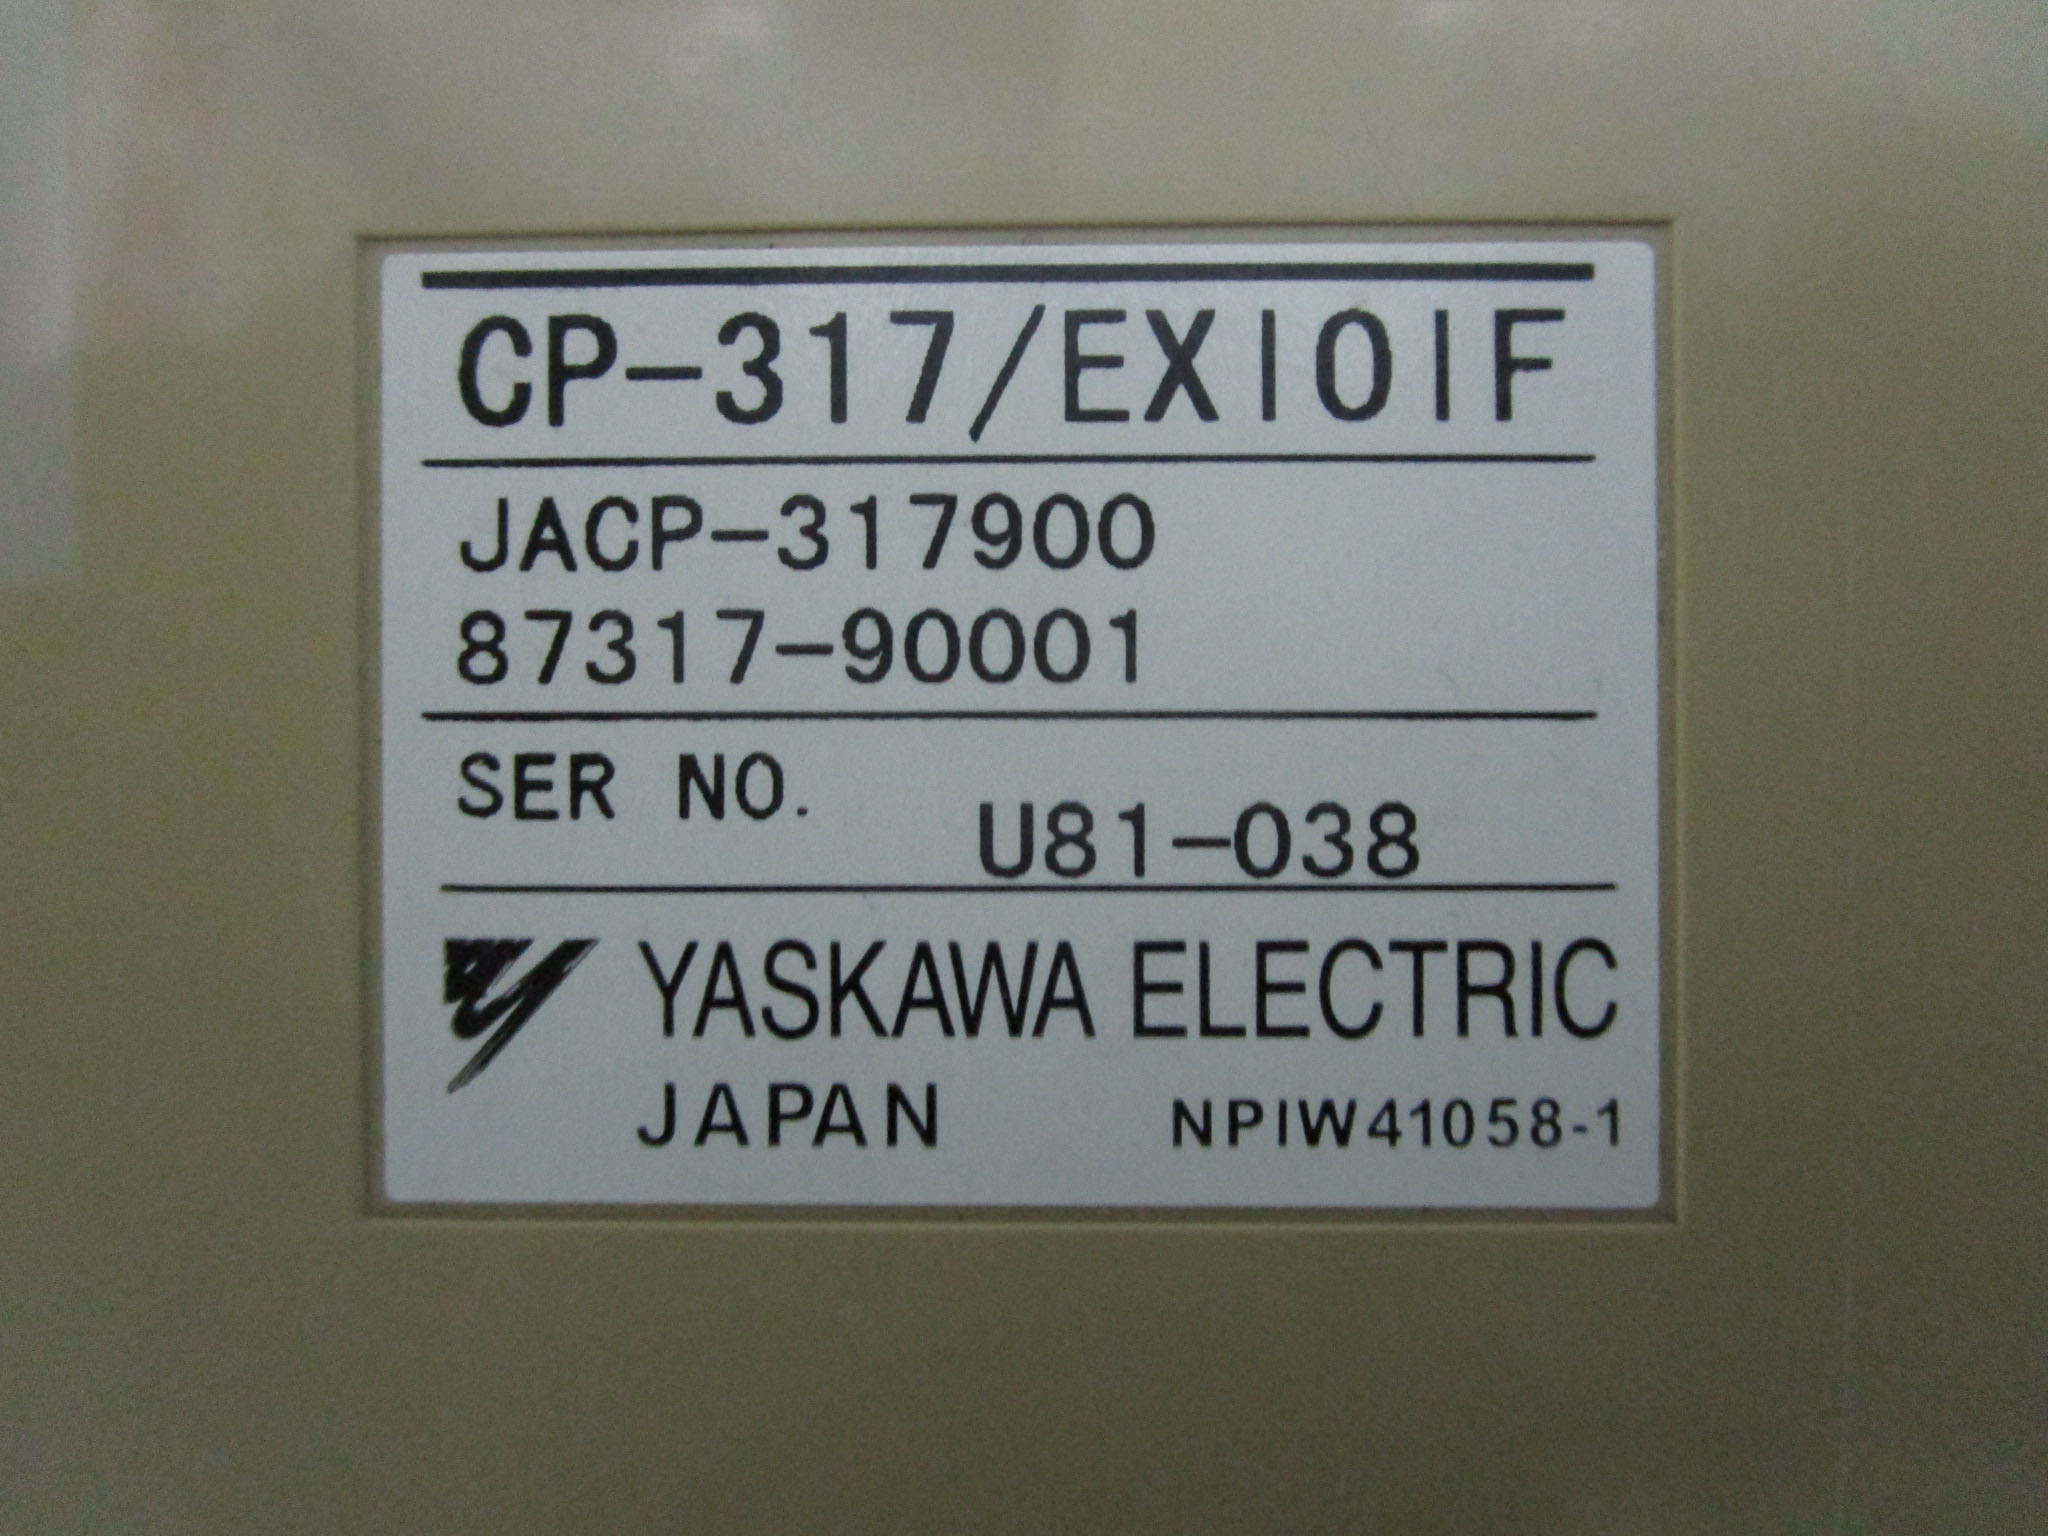 CP-317/EXIOIF
JACP-317900
87317-90001
SER NO. U81-038
YASKAWA ELECTRIC
JAPAN NPIW41058-1